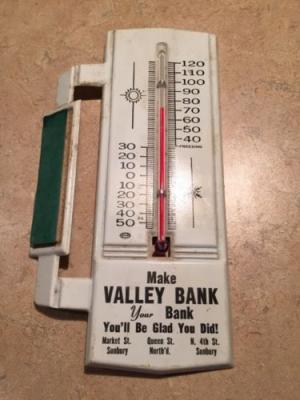 120
110
100
90
80
70
60
50
40
FREEZING
30
20
10
0
10
20
30
40
50
Make
VALLEY BANK
Your Bank
You'll Be Glad You Did!
Market St. Queen St. N. 4th St.
Sunbury North'd. Sunbury